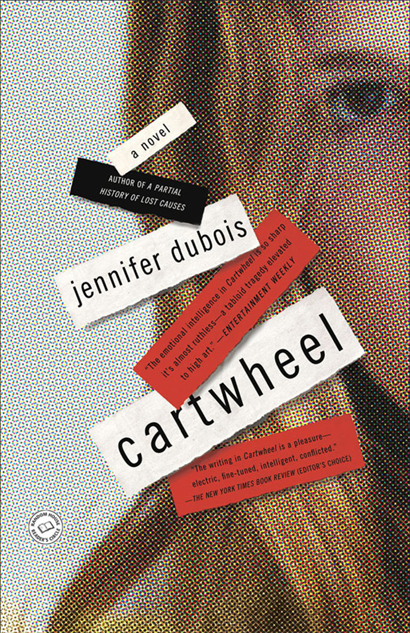 a novel
AUTHOR OF A PARTIAL
HISTORY OF LOST CAUSES
jennifer dubois
"The emotional intelligence in Cartwheel is so sharp
it's almost ruthless—a tabloid tragedy elevated
to high art." —ENTERTAINMENT WEEKLY
cartwheel
"The writing in Cartwheel is a pleasure—
electric, fine-tuned, intelligent, conflicted."
—THE NEW YORK TIMES BOOK REVIEW (EDITOR'S CHOICE)